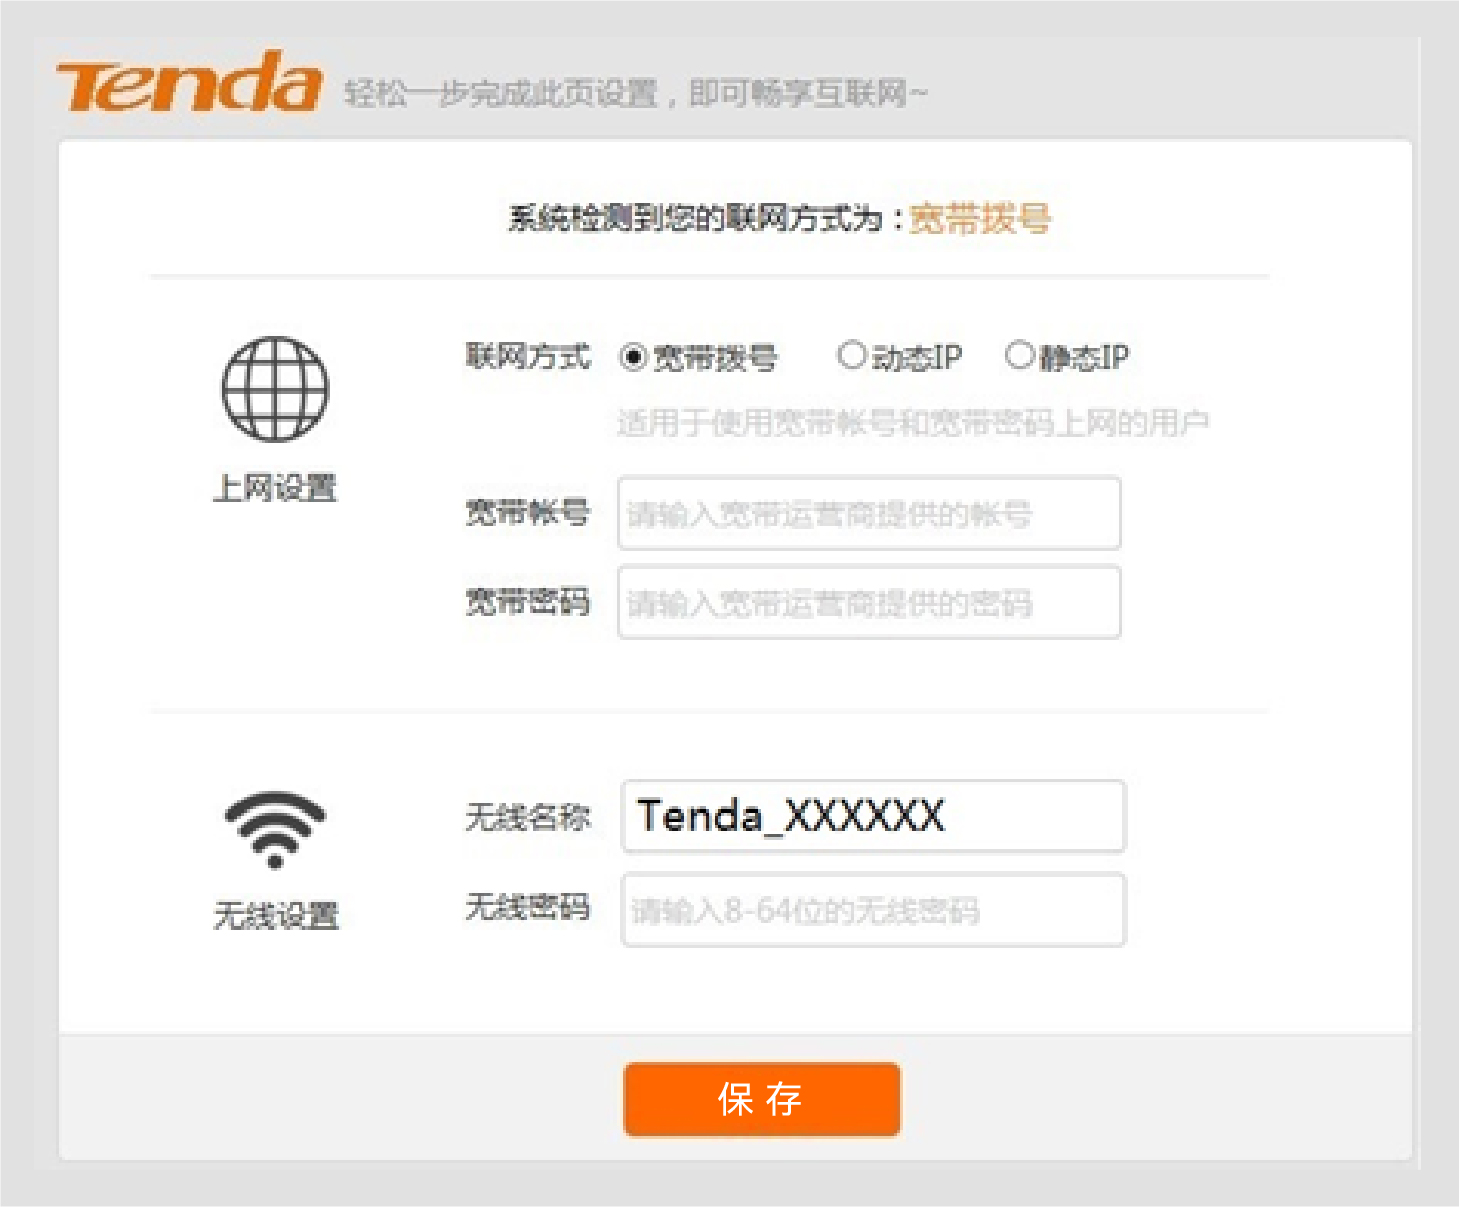 Tenda 轻松一步完成此页设置，即可畅享互联网~
系统检测到您的联网方式为：宽带拨号
联网方式 宽带拨号 动态IP 静态IP
适用于使用宽带帐号和宽带密码上网的用户
上网设置
宽带帐号 请输入宽带运营商提供的帐号
宽带密码 请输入宽带运营商提供的密码
无线名称 Tenda_XXXXXX
无线设置
无线密码 请输入8-64位的无线密码
保存